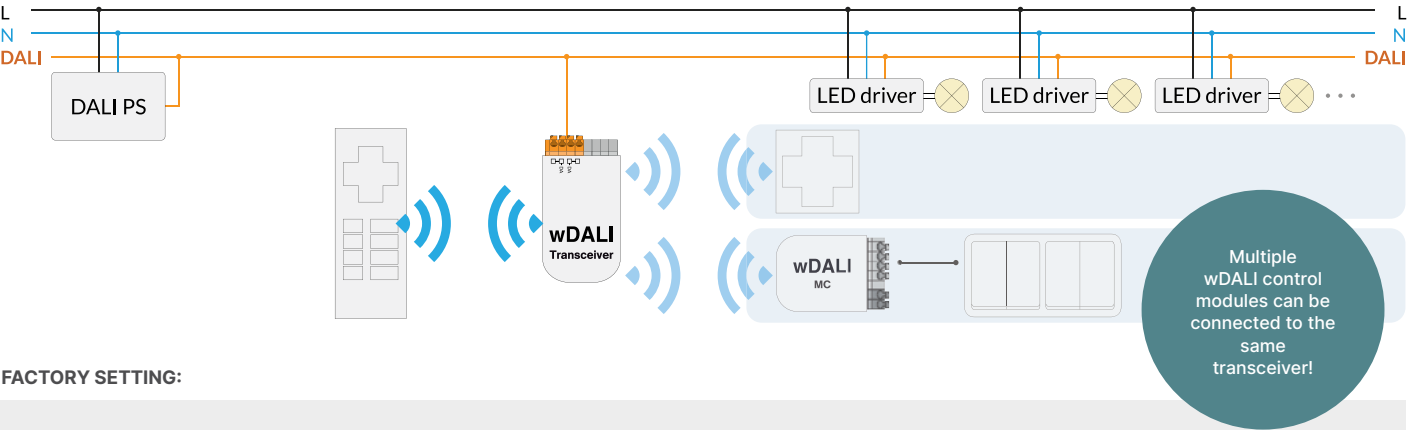 L
L
N
N
DALI
DALI
DALI PS
LED driver
LED driver
LED driver
wDALI
Transceiver
wDALI
MC
Multiple
wDALI control
modules can be
connected to the
same
transceiver!
FACTORY SETTING: